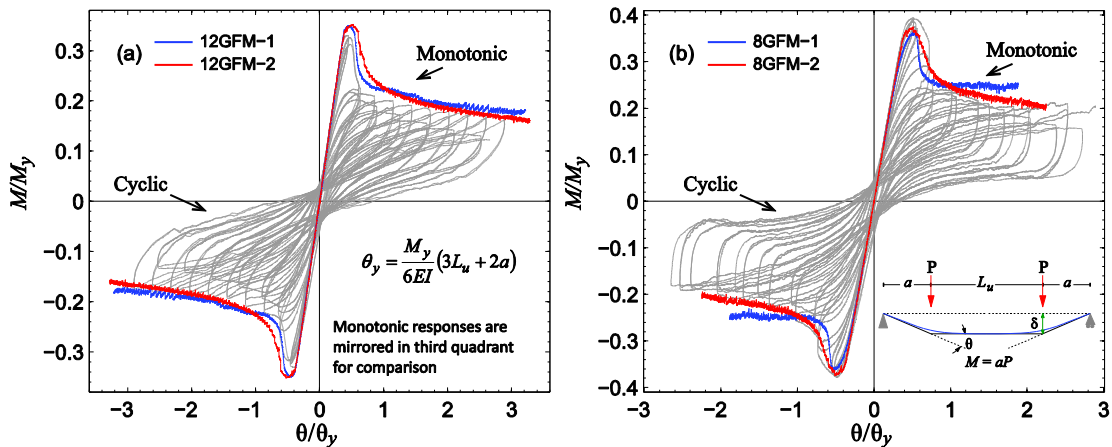 (a)
12GFM−1
12GFM−2
Monotonic
Cyclic
θy = My/6EI (3Lu + 2a)
Monotonic responses are
mirrored in third quadrant
for comparison
M/My
0.3
0.2
0.1
0
−0.1
−0.2
−0.3
−3 −2 −1 0 1 2 3
θ/θy
(b)
8GFM−1
8GFM−2
Monotonic
Cyclic
P P
a Lu a
δ
θ
M = aP
M/My
0.4
0.3
0.2
0.1
0
−0.1
−0.2
−0.3
−0.4
−3 −2 −1 0 1 2 3
θ/θy